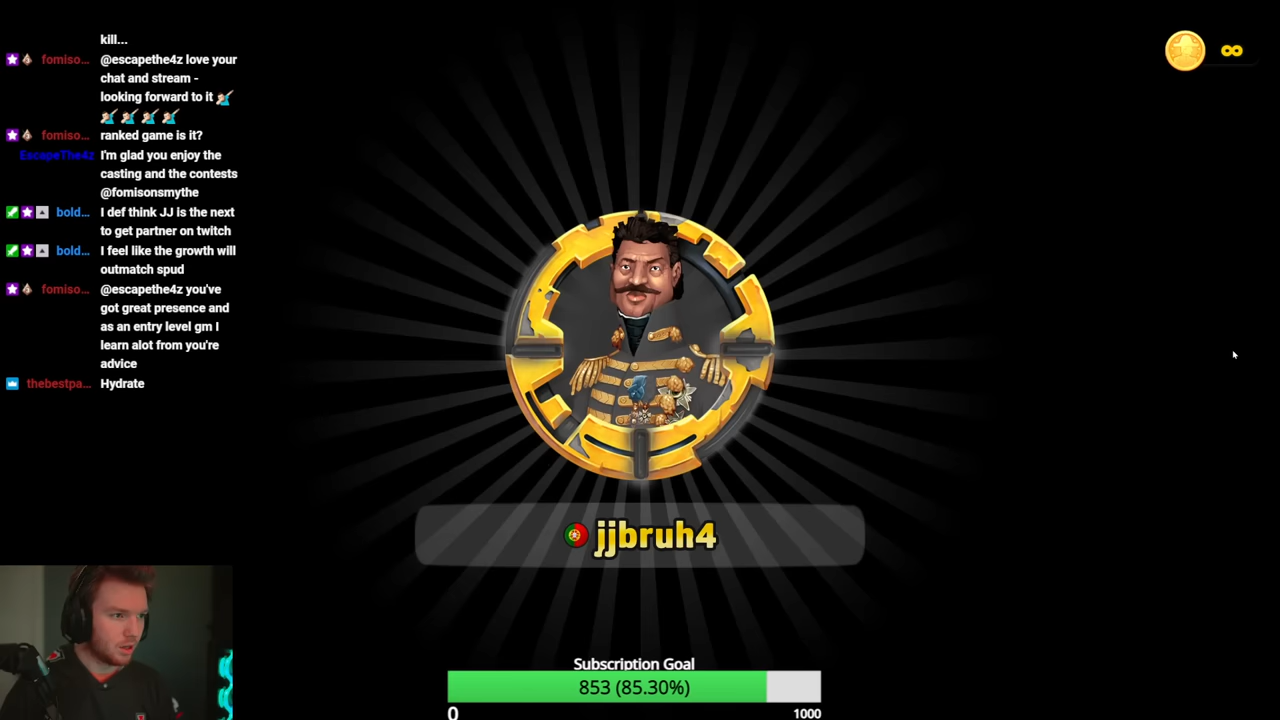 kill...
fomiso... @escapethe4z love your
chat and stream -
looking forward to it
fomiso... ranked game is it?
EscapeThe4z I'm glad you enjoy the
casting and the contests
@fomisonsmythe
bold... I def think JJ is the next
to get partner on twitch
bold... I feel like the growth will
outmatch spud
fomiso... @escapethe4z you've
got great presence and
as an entry level gm I
learn alot from you're
advice
thebestpa... Hydrate
∞
jjbruh4
Subscription Goal
853 (85.30%)
0 1000